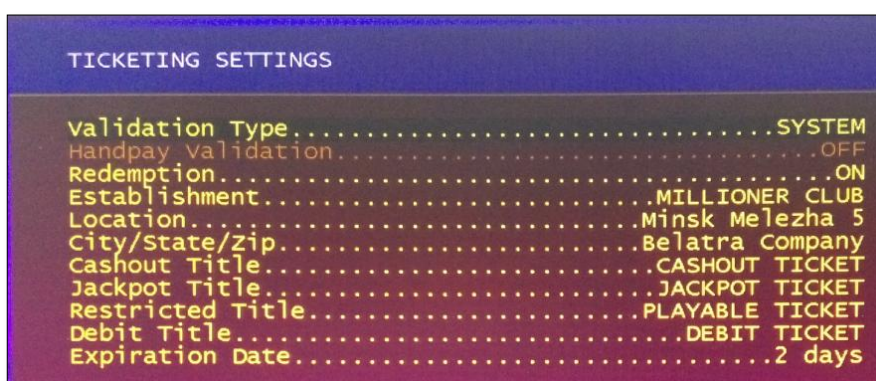 TICKETING SETTINGS
Validation Type.................................SYSTEM
Handpay Validation.................................OFF
Redemption..........................................ON
Establishment...........................MILLIONER CLUB
Location...............................Minsk Melezha 5
City/State/Zip.........................Belatra Company
Cashout Title...........................CASHOUT TICKET
Jackpot Title...........................JACKPOT TICKET
Restricted Title.......................PLAYABLE TICKET
Debit Title...............................DEBIT TICKET
Expiration Date.................................2 days